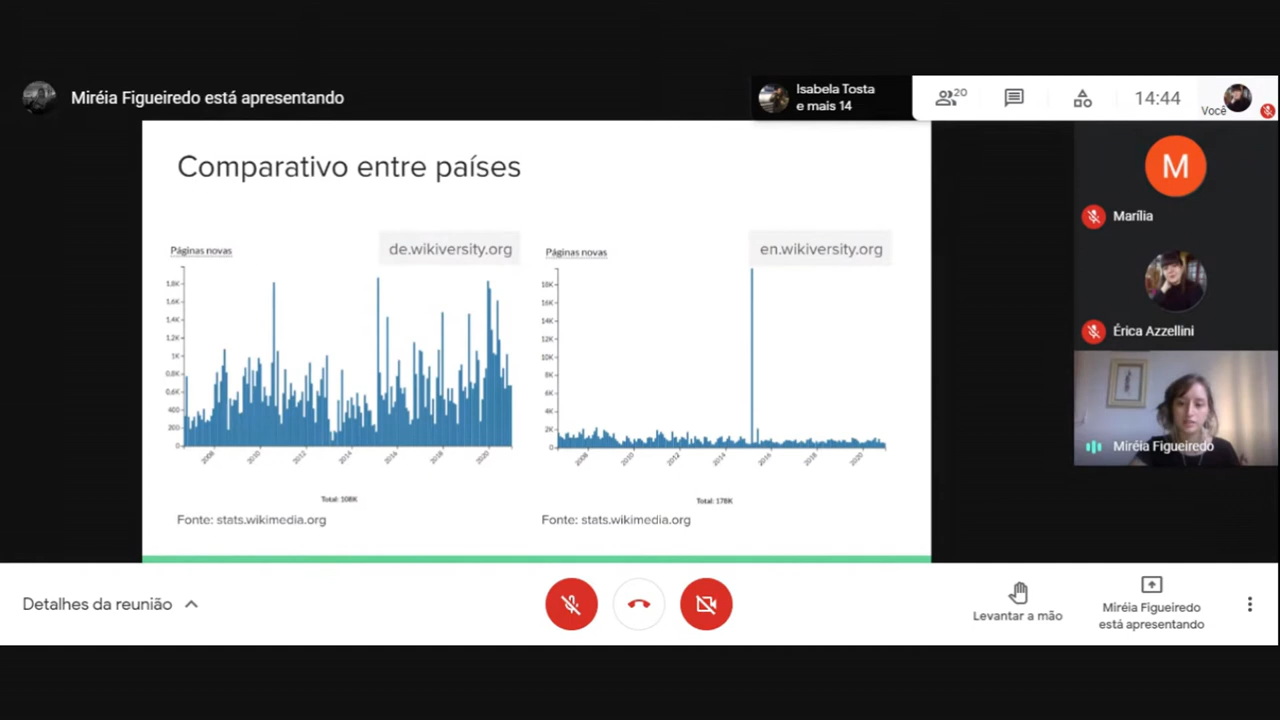 Miréia Figueiredo está apresentando
Isabela Tosta
e mais 14
20
14:44
Você
Comparativo entre países
Páginas novas
de.wikiversity.org
1.8K
1.6K
1.4K
1.2K
1K
0.8K
0.6K
400
200
0
2008
2010
2012
2014
2016
2018
2020
Total: 108K
Fonte: stats.wikimedia.org
Páginas novas
en.wikiversity.org
18K
16K
14K
12K
10K
8K
6K
4K
2K
0
2008
2010
2012
2014
2016
2018
2020
Total: 178K
Fonte: stats.wikimedia.org
M
Marília
Érica Azzellini
Miréia Figueiredo
Detalhes da reunião
Levantar a mão
Miréia Figueiredo
está apresentando